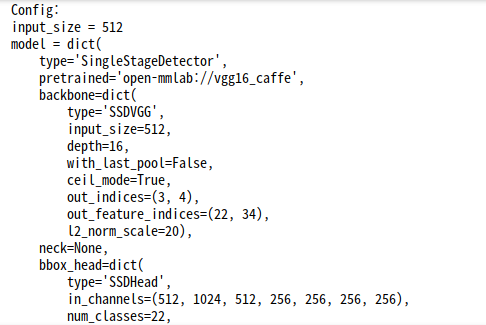 Config:
input_size = 512
model = dict(
    type='SingleStageDetector',
    pretrained='open-mmlab://vgg16_caffe',
    backbone=dict(
        type='SSDVGG',
        input_size=512,
        depth=16,
        with_last_pool=False,
        ceil_mode=True,
        out_indices=(3, 4),
        out_feature_indices=(22, 34),
        l2_norm_scale=20),
    neck=None,
    bbox_head=dict(
        type='SSDHead',
        in_channels=(512, 1024, 512, 256, 256, 256, 256),
        num_classes=22,